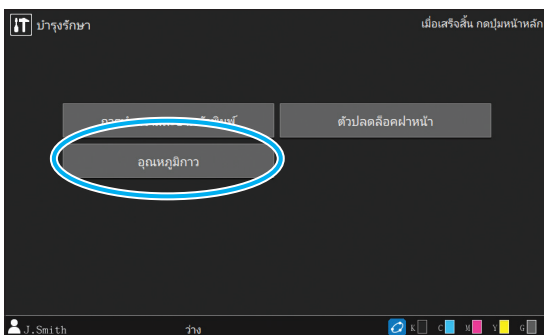 บำรุงรักษา
เมื่อเสร็จสิ้น กดปุ่มหน้าหลัก
ตัวปลดล็อคฝาหน้า
อุณหภูมิกาว
J.Smith
ว่าง
K C M Y G